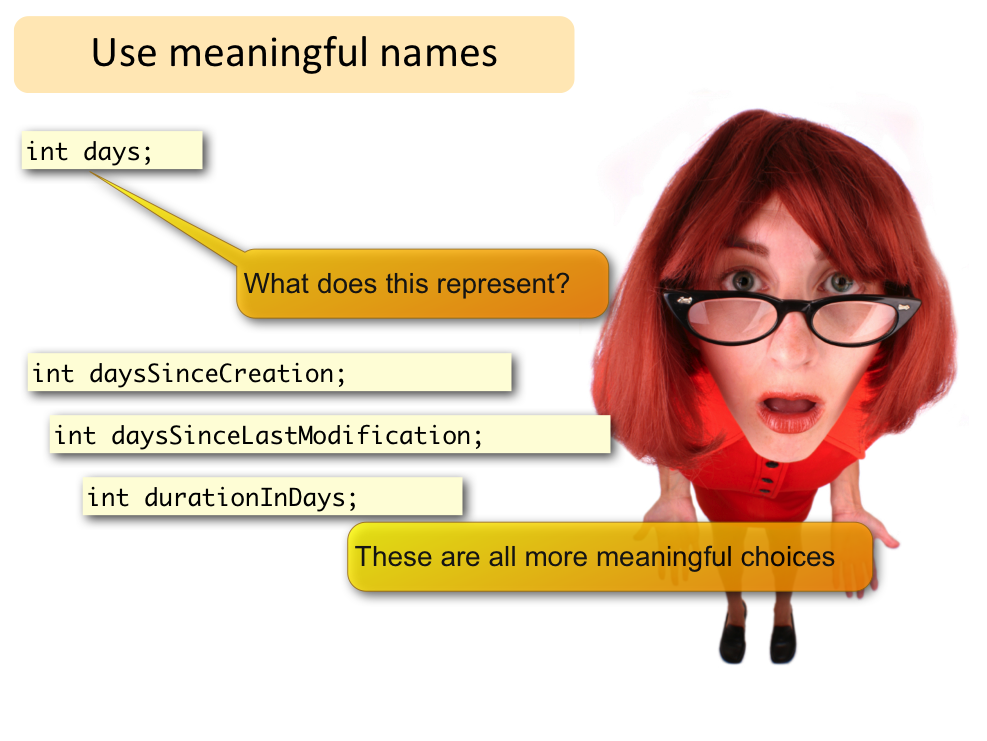 Use meaningful names
int days;
What does this represent?
int daysSinceCreation;
int daysSinceLastModification;
int durationInDays;
These are all more meaningful choices